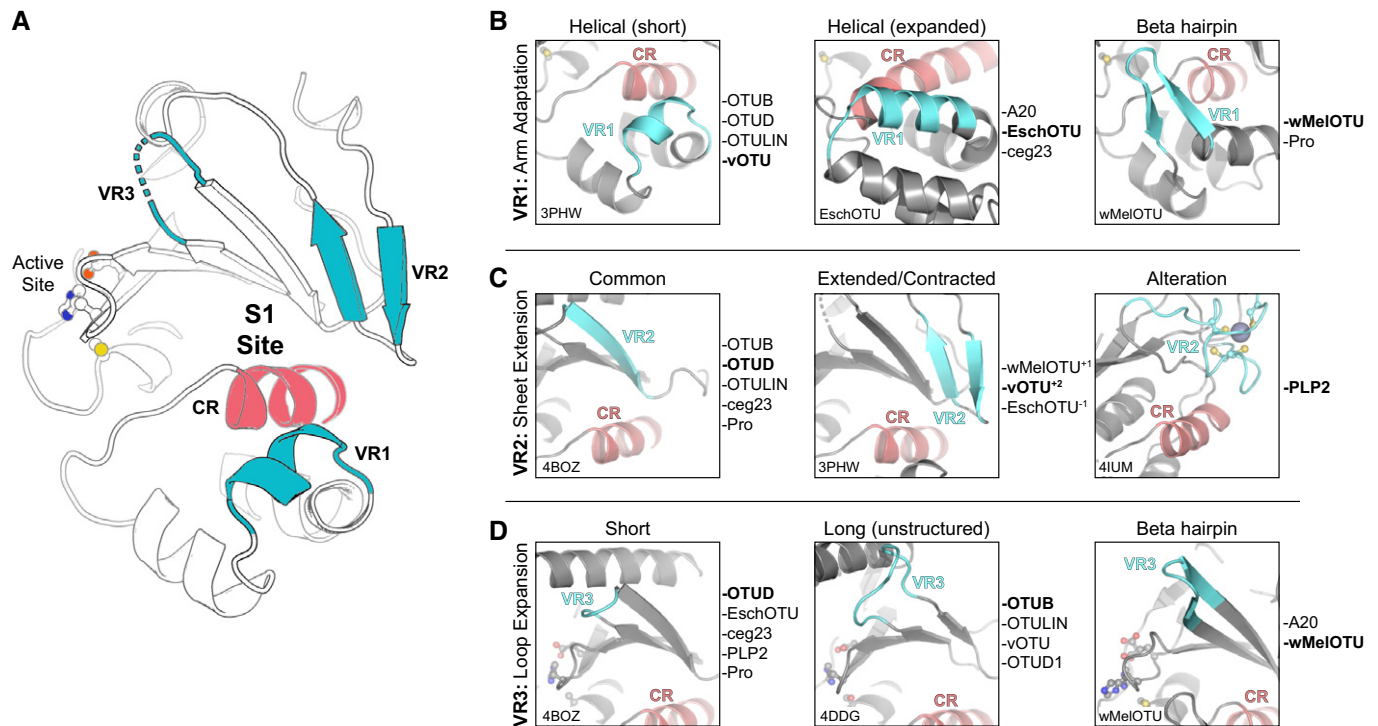 A
VR3
VR2
Active
Site
S1
Site
CR
VR1
B
VR1: Arm Adaptation
Helical (short)
CR
VR1
3PHW
-OTUB
-OTUD
-OTULIN
-vOTU
Helical (expanded)
CR
VR1
EschOTU
-A20
-EschOTU
-ceg23
Beta hairpin
CR
VR1
wMelOTU
-wMelOTU
-Pro
C
VR2: Sheet Extension
Common
VR2
CR
4BOZ
-OTUB
-OTUD
-OTULIN
-ceg23
-Pro
Extended/Contracted
VR2
CR
3PHW
-wMelOTU+1
-vOTU+2
-EschOTU-1
Alteration
VR2
CR
4IUM
-PLP2
D
VR3: Loop Expansion
Short
VR3
CR
4BOZ
-OTUD
-EschOTU
-ceg23
-PLP2
-Pro
Long (unstructured)
VR3
CR
4DDG
-OTUB
-OTULIN
-vOTU
-OTUD1
Beta hairpin
VR3
CR
wMelOTU
-A20
-wMelOTU